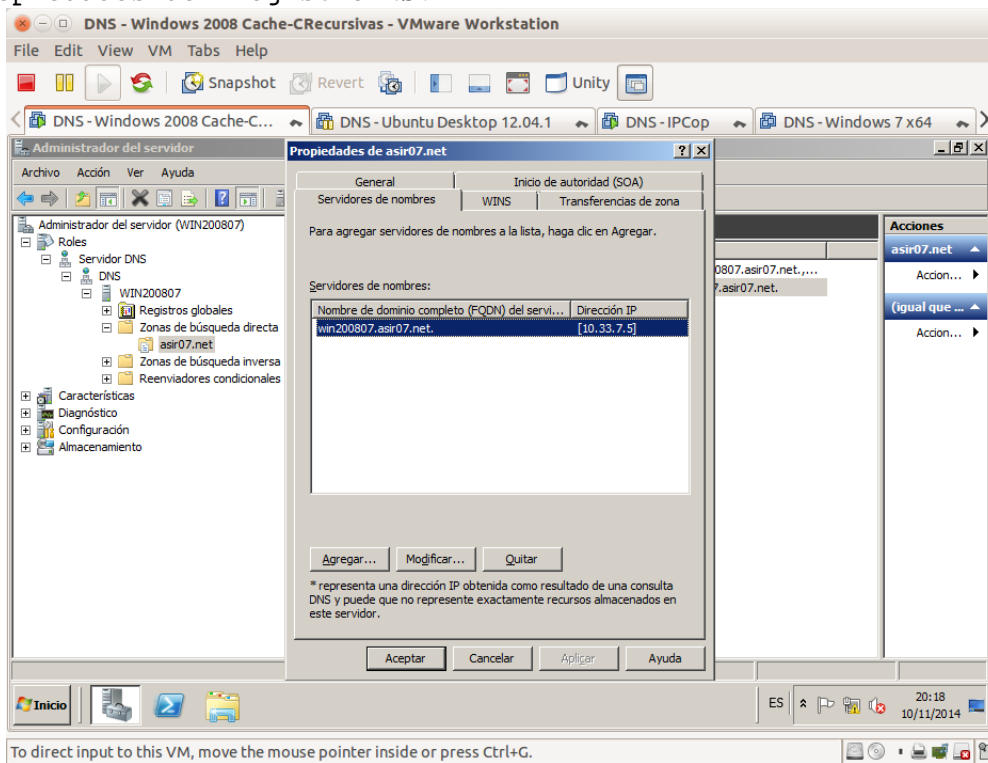 DNS - Windows 2008 Cache-CRecursivas - VMware Workstation
File Edit View VM Tabs Help
Snapshot Revert Unity
DNS - Windows 2008 Cache-C... DNS - Ubuntu Desktop 12.04.1 DNS - IPCop DNS - Windows 7 x64
Administrador del servidor
Archivo Acción Ver Ayuda
Administrador del servidor (WIN200807)
Roles
Servidor DNS
DNS
WIN200807
Registros globales
Zonas de búsqueda directa
asir07.net
Zonas de búsqueda inversa
Reenviadores condicionales
Características
Diagnóstico
Configuración
Almacenamiento
Propiedades de asir07.net
General Inicio de autoridad (SOA)
Servidores de nombres WINS Transferencias de zona
Para agregar servidores de nombres a la lista, haga clic en Agregar.
Servidores de nombres:
Nombre de dominio completo (FQDN) del servi... Dirección IP
win200807.asir07.net. [10.33.7.5]
Agregar... Modificar... Quitar
* representa una dirección IP obtenida como resultado de una consulta
DNS y puede que no represente exactamente recursos almacenados en
este servidor.
Aceptar Cancelar Aplicar Ayuda
0807.asir07.net.,...
7.asir07.net.
Acciones
asir07.net
Accion...
(igual que ...
Accion...
Inicio
ES
20:18
10/11/2014
To direct input to this VM, move the mouse pointer inside or press Ctrl+G.